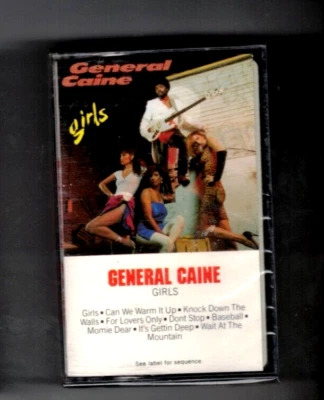 General
Caine
girls
GENERAL CAINE
GIRLS
Girls • Can We Warm It Up • Knock Down The
Walls • For Lovers Only • Dont Stop • Baseball •
Momie Dear • It's Gettin Deep • Wait At The
Mountain
See label for sequence.